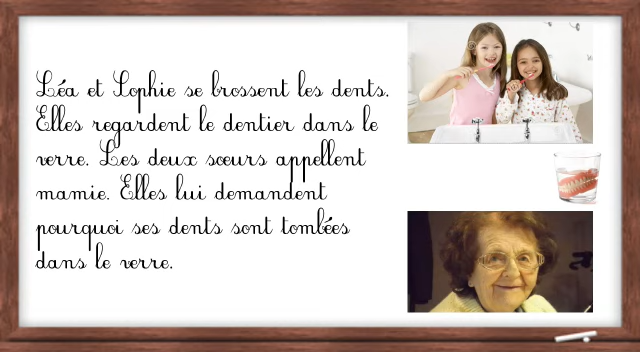 Léa et Sophie se brossent les dents.
Elles regardent le dentier dans le
verre. Les deux sœurs appellent
mamie. Elles lui demandent
pourquoi ses dents sont tombées
dans le verre.